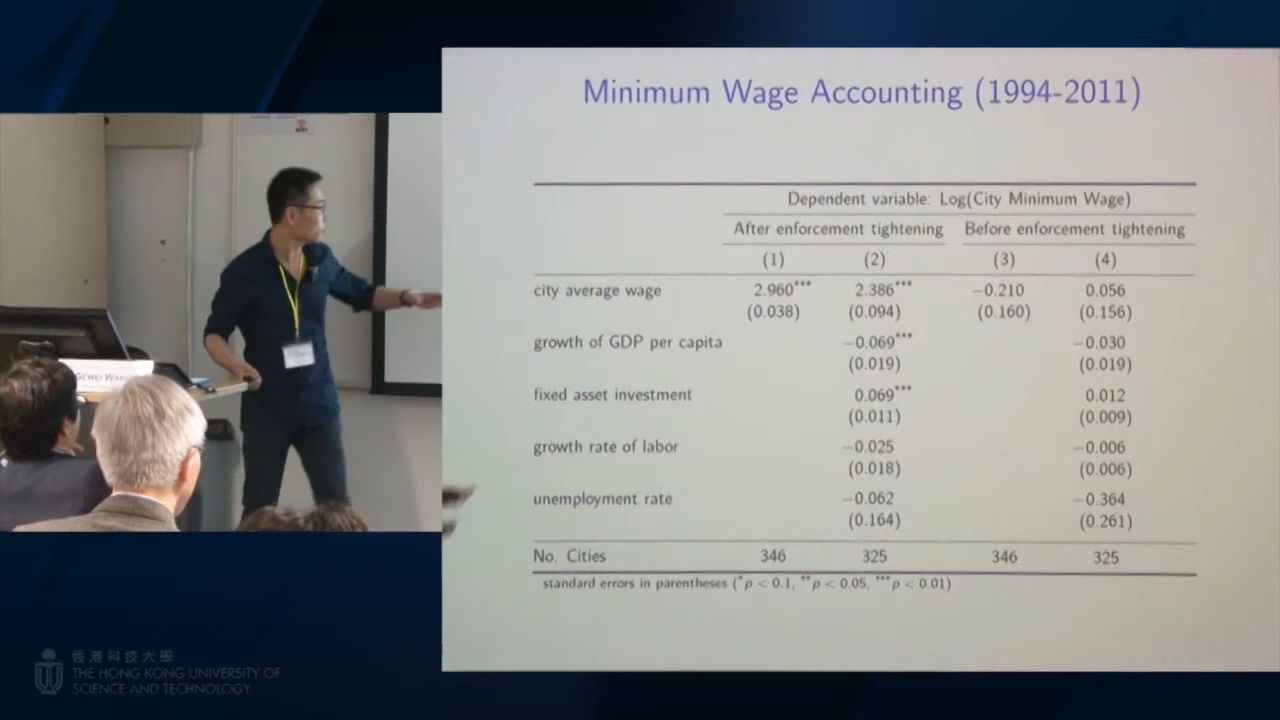 Minimum Wage Accounting (1994-2011)
Dependent variable: Log(City Minimum Wage)
After enforcement tightening Before enforcement tightening
(1) (2) (3) (4)
city average wage 2.960*** 2.386*** −0.210 0.056
(0.038) (0.094) (0.160) (0.156)
growth of GDP per capita −0.069*** −0.030
(0.019) (0.019)
fixed asset investment 0.069*** 0.012
(0.011) (0.009)
growth rate of labor −0.025 −0.006
(0.018) (0.006)
unemployment rate −0.062 −0.364
(0.164) (0.261)
No. Cities 346 325 346 325
standard errors in parentheses (*p < 0.1, **p < 0.05, ***p < 0.01)
GEWEI
香港科技大學
THE HONG KONG UNIVERSITY OF
SCIENCE AND TECHNOLOGY